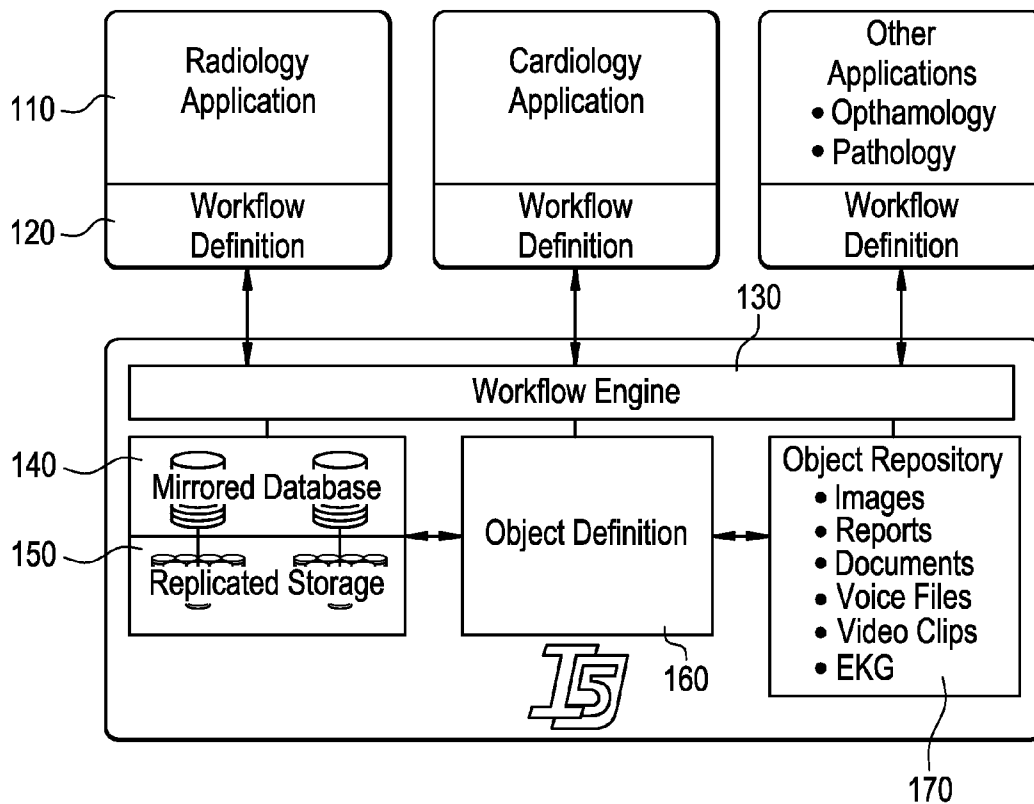 Radiology
Application
Cardiology
Application
Other
Applications
• Opthamology
• Pathology
110
Workflow
Definition
Workflow
Definition
Workflow
Definition
120
130
Workflow Engine
140
Mirrored Database
150
Replicated Storage
Object Definition
160
Object Repository
• Images
• Reports
• Documents
• Voice Files
• Video Clips
• EKG
I5
170